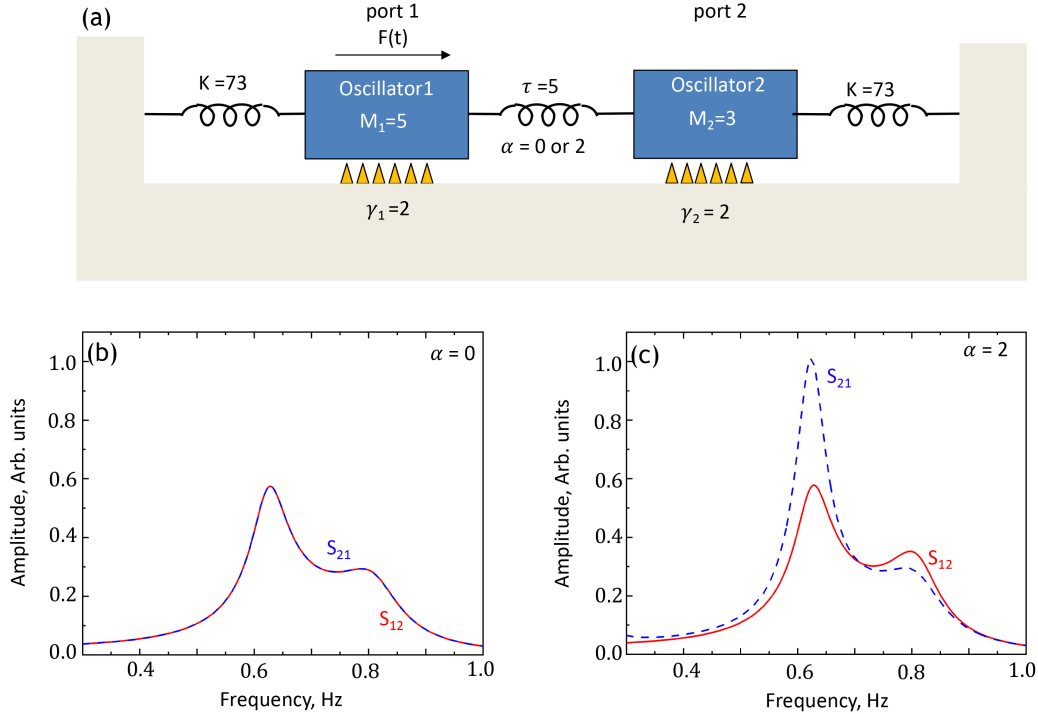 (a)
port 1
port 2
F(t)
K =73
Oscillator1
M₁=5
τ =5
α = 0 or 2
Oscillator2
M₂=3
K =73
γ₁ =2
γ₂ = 2
(b)
α = 0
1.0
0.8
0.6
0.4
0.2
0.0
S₂₁
S₁₂
0.4
0.6
0.8
1.0
Frequency, Hz
Amplitude, Arb. units
(c)
α = 2
1.0
0.8
0.6
0.4
0.2
0.0
S₂₁
S₁₂
0.4
0.6
0.8
1.0
Frequency, Hz
Amplitude, Arb. units